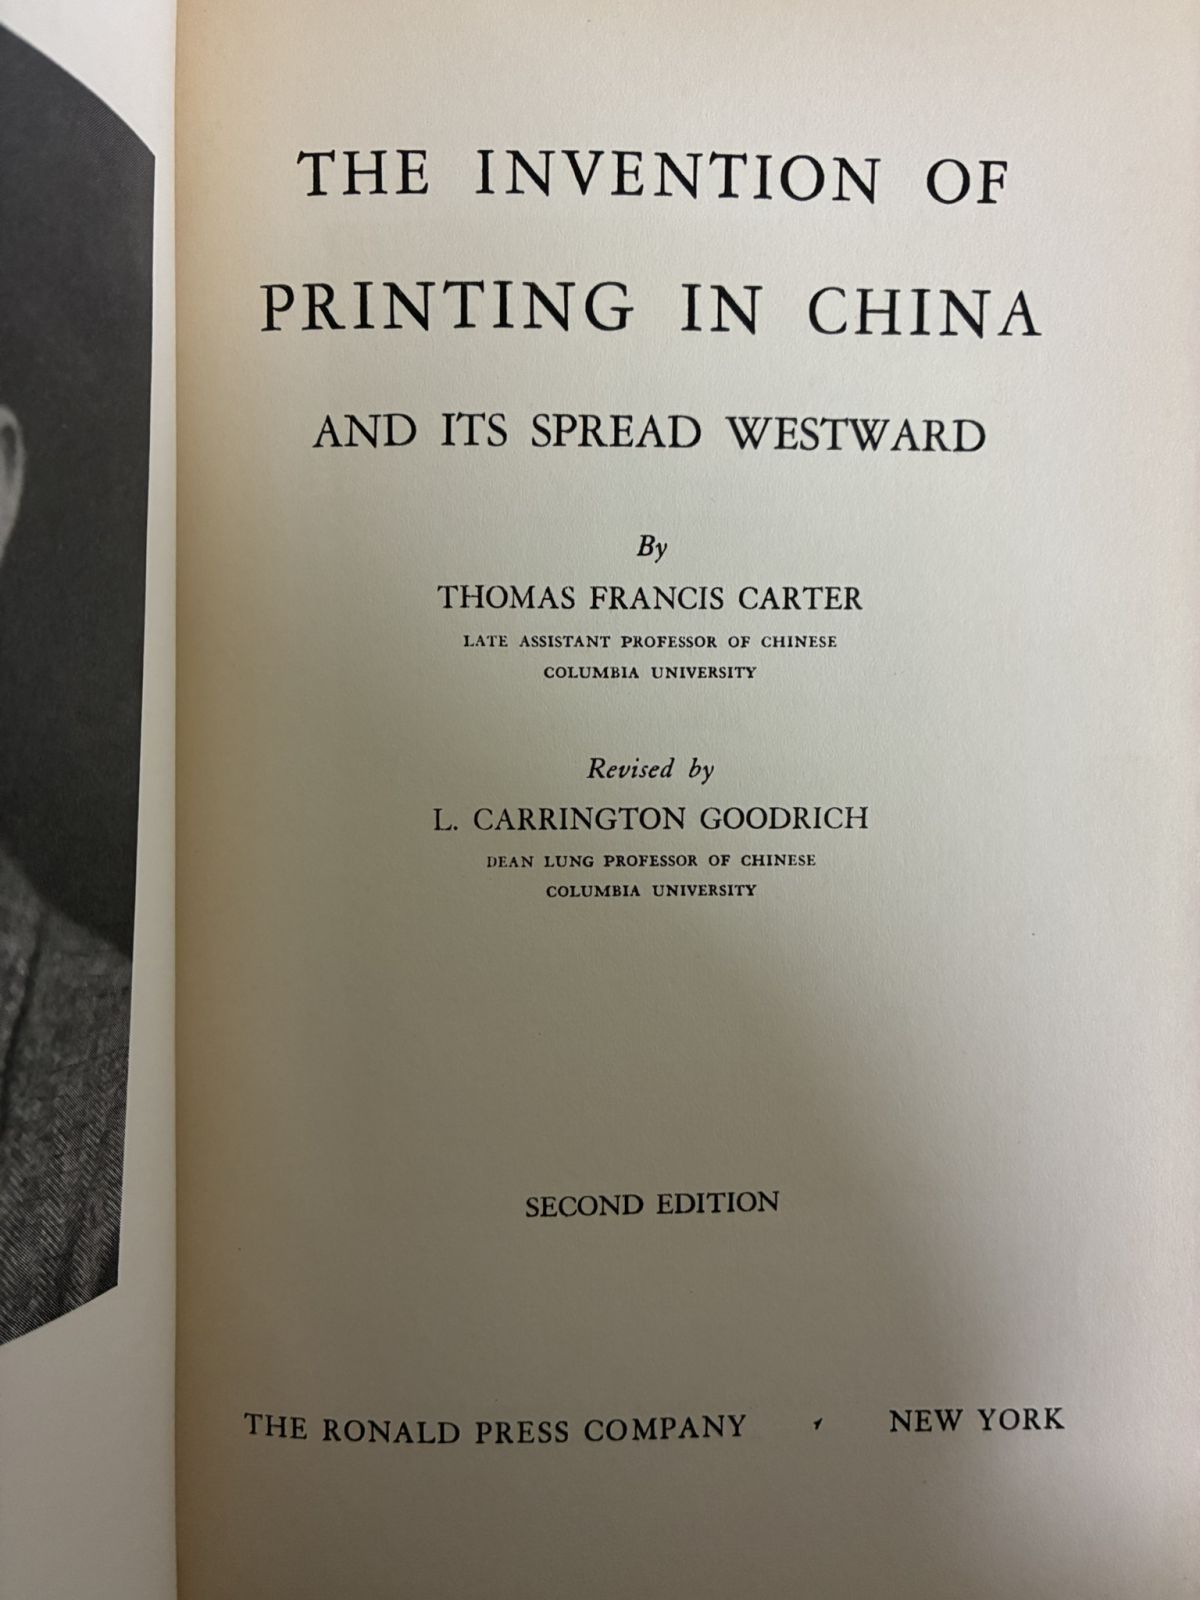 THE INVENTION OF
PRINTING IN CHINA
AND ITS SPREAD WESTWARD
By
THOMAS FRANCIS CARTER
LATE ASSISTANT PROFESSOR OF CHINESE
COLUMBIA UNIVERSITY
Revised by
L. CARRINGTON GOODRICH
DEAN LUNG PROFESSOR OF CHINESE
COLUMBIA UNIVERSITY
SECOND EDITION
THE RONALD PRESS COMPANY , NEW YORK